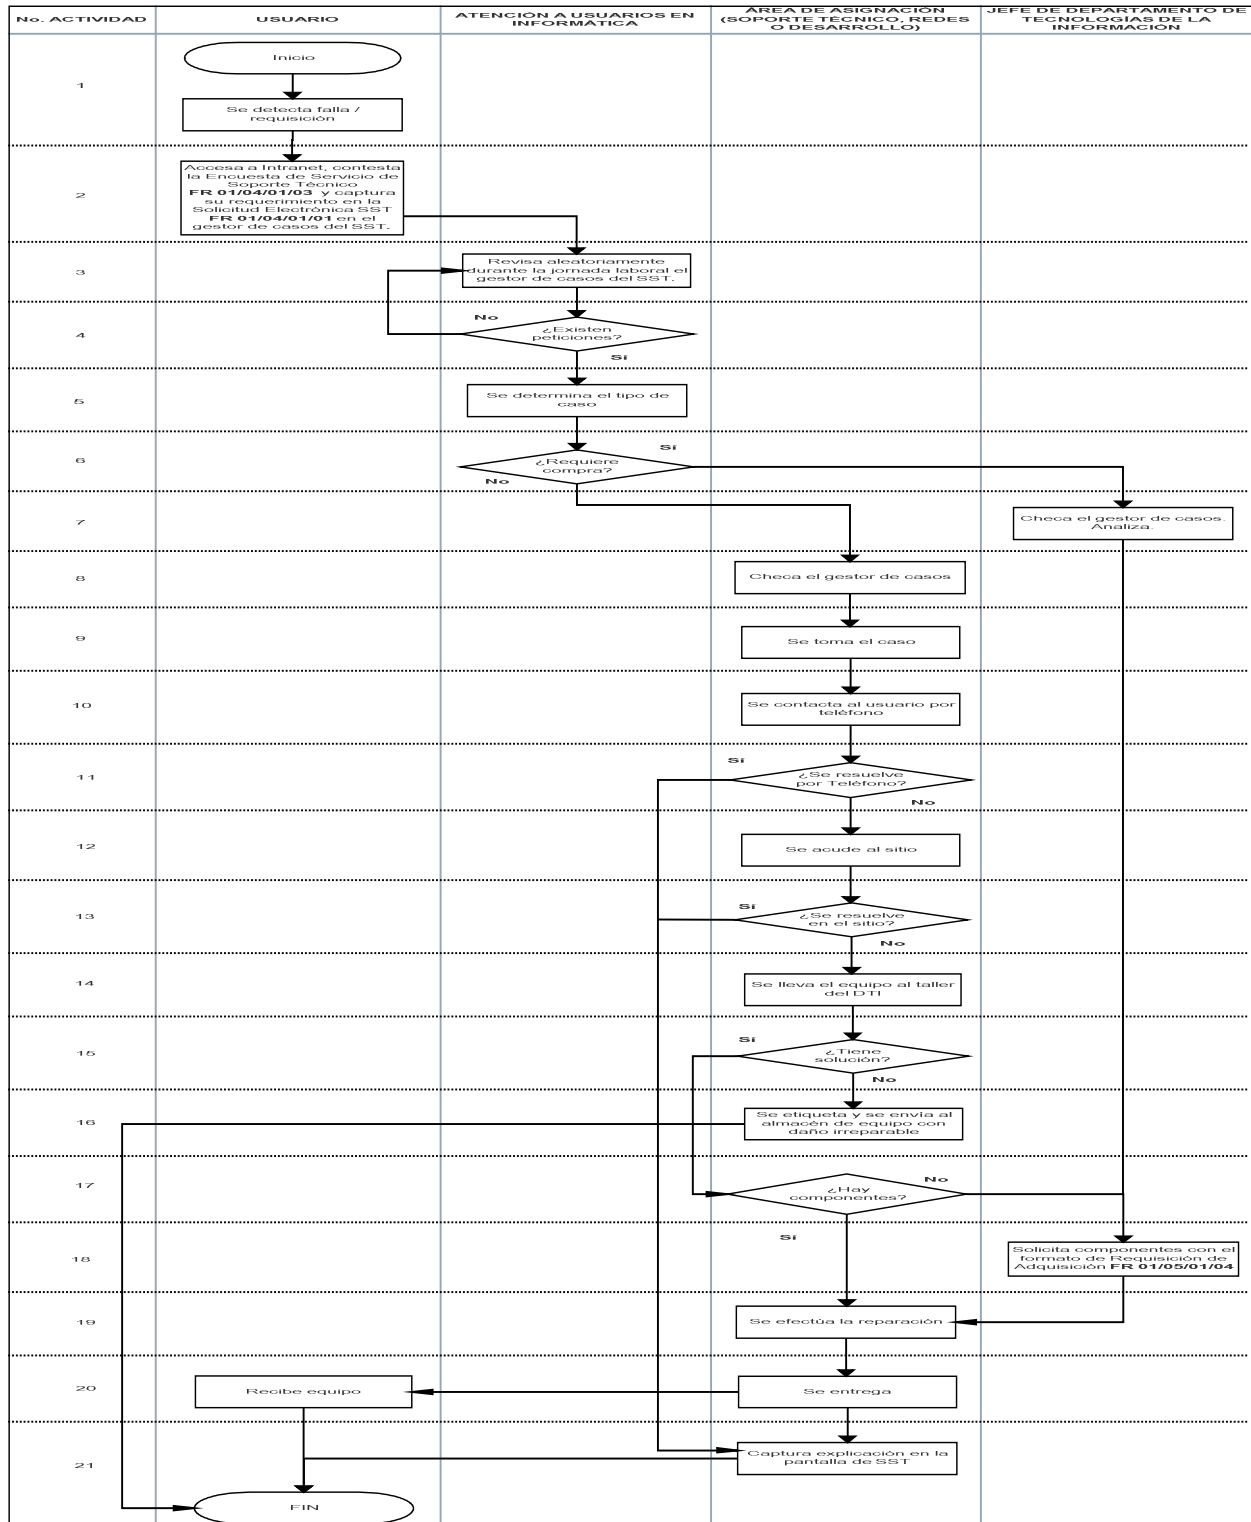 No. ACTIVIDAD
USUARIO
ATENCIÓN A USUARIOS EN
INFORMÁTICA
ÁREA DE ASIGNACIÓN
(SOPORTE TÉCNICO, REDES
O DESARROLLO)
JEFE DE DEPARTAMENTO DE
TECNOLOGÍAS DE LA
INFORMACIÓN
1
Inicio
Se detecta falla /
requisición
2
Accesa a Intranet, contesta
la Encuesta de Servicio de
Soporte Técnico
FR 01/04/01/03 y captura
su requerimiento en la
Solicitud Electrónica SST
FR 01/04/01/01 en el
gestor de casos del SST.
3
Revisa aleatoriamente
durante la jornada laboral el
gestor de casos del SST.
4
No
¿Existen
peticiones?
Sí
5
Se determina el tipo de
caso
6
Sí
¿Requiere
compra?
No
7
Checa el gestor de casos.
Analiza.
8
Checa el gestor de casos
9
Se toma el caso
10
Se contacta al usuario por
teléfono
11
Sí
¿Se resuelve
por Teléfono?
No
12
Se acude al sitio
13
Sí
¿Se resuelve
en el sitio?
No
14
Se lleva el equipo al taller
del DTI
15
Sí
¿Tiene
solución?
No
16
Se etiqueta y se envía al
almacén de equipo con
daño irreparable
17
No
¿Hay
componentes?
Sí
18
Solicita componentes con el
formato de Requisición de
Adquisición FR 01/05/01/04
19
Se efectúa la reparación
20
Recibe equipo
Se entrega
21
Captura explicación en la
pantalla de SST
FIN